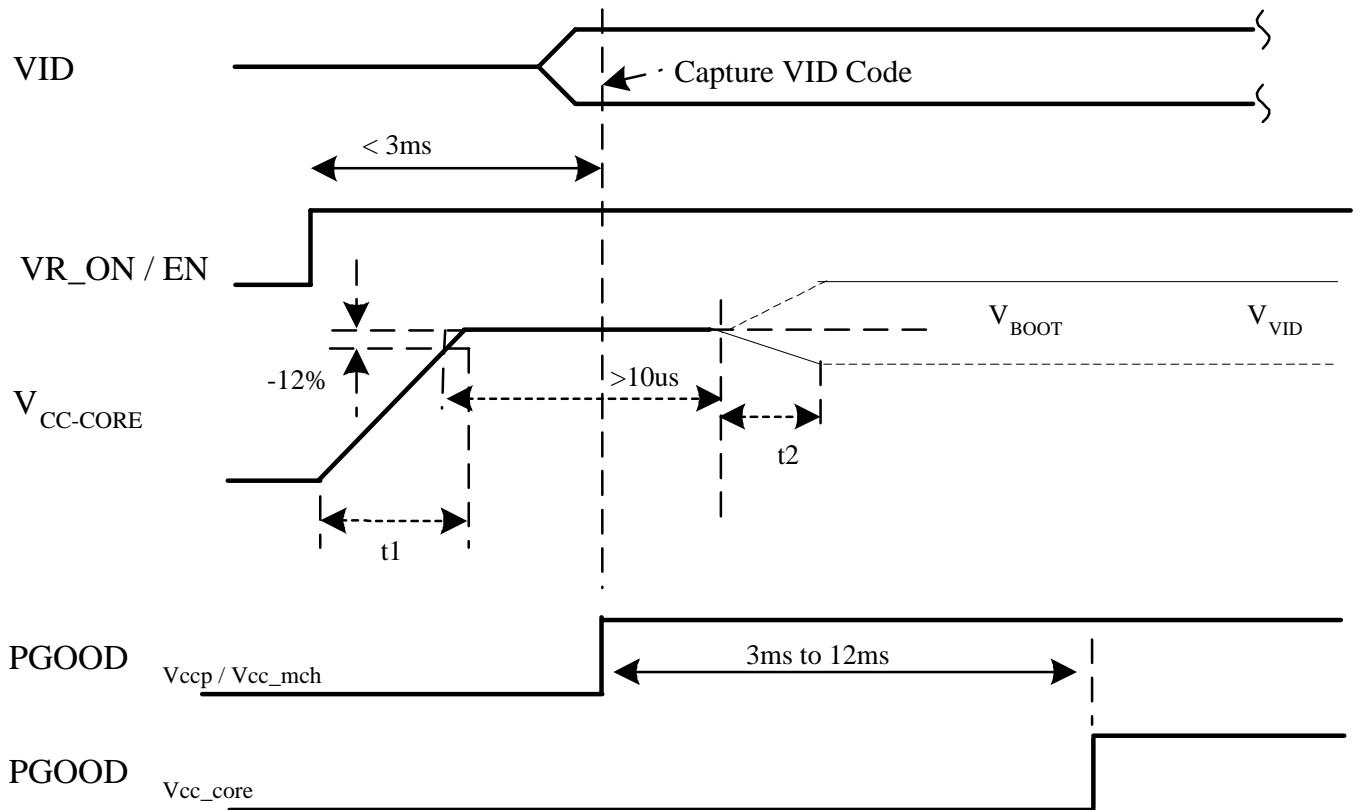 VID
Capture VID Code
< 3ms
VR_ON / EN
-12%
V CC-CORE
>10us
V BOOT
V VID
t2
t1
PGOOD Vccp / Vcc_mch
3ms to 12ms
PGOOD Vcc_core